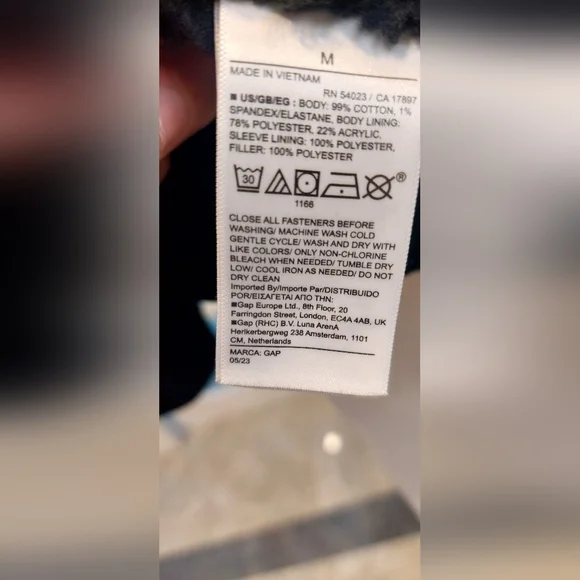 M
MADE IN VIETNAM
RN 54023 / CA 17897
■ US/GB/EG : BODY: 99% COTTON, 1%
SPANDEX/ELASTANE, BODY LINING:
78% POLYESTER, 22% ACRYLIC,
SLEEVE LINING: 100% POLYESTER,
FILLER: 100% POLYESTER
30
®
1166
CLOSE ALL FASTENERS BEFORE
WASHING/ MACHINE WASH COLD
GENTLE CYCLE/ WASH AND DRY WITH
LIKE COLORS/ ONLY NON-CHLORINE
BLEACH WHEN NEEDED/ TUMBLE DRY
LOW/ COOL IRON AS NEEDED/ DO NOT
DRY CLEAN
Imported By/Importe Par/DISTRIBUIDO
POR/ΕΙΣΑΓΕΤΑΙ ΑΠΟ ΤΗΝ:
■Gap Europe Ltd., 8th Floor, 20
Farringdon Street, London, EC4A 4AB, UK
■Gap (RHC) B.V. Luna ArenA
Herikerbergweg 238 Amsterdam, 1101
CM, Netherlands
MARCA: GAP
05/23